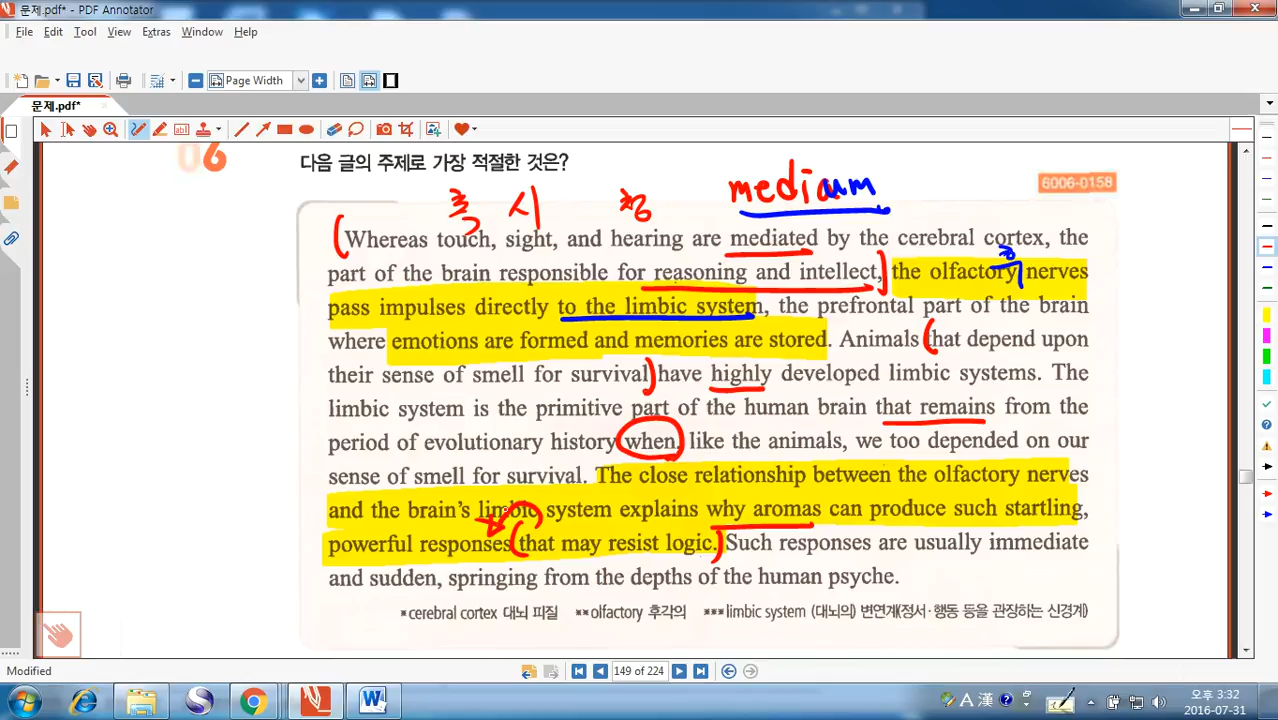 문제.pdf* - PDF Annotator
File Edit Tool View Extras Window Help
Page Width
문제.pdf*
06 다음 글의 주제로 가장 적절한 것은?
medium
6006-0158
촉 시 청
Whereas touch, sight, and hearing are mediated by the cerebral cortex, the
part of the brain responsible for reasoning and intellect, the olfactory nerves
pass impulses directly to the limbic system, the prefrontal part of the brain
where emotions are formed and memories are stored. Animals that depend upon
their sense of smell for survival have highly developed limbic systems. The
limbic system is the primitive part of the human brain that remains from the
period of evolutionary history when, like the animals, we too depended on our
sense of smell for survival. The close relationship between the olfactory nerves
and the brain's limbic system explains why aromas can produce such startling,
powerful responses that may resist logic. Such responses are usually immediate
and sudden, springing from the depths of the human psyche.
*cerebral cortex 대뇌 피질 **olfactory 후각의 ***limbic system (대뇌의) 변연계(정서·행동 등을 관장하는 신경계)
Modified
149 of 224
A 漢
오후 3:32
2016-07-31